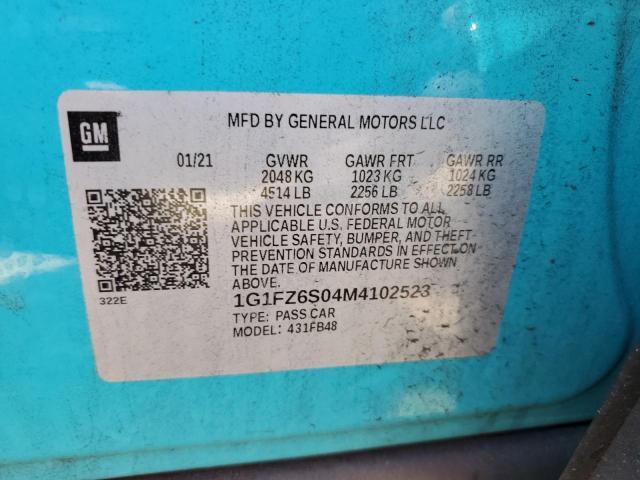 GM
MFD BY GENERAL MOTORS LLC
01/21 GVWR GAWR FRT GAWR RR
2048 KG 1023 KG 1024 KG
4514 LB 2256 LB 2258 LB
THIS VEHICLE CONFORMS TO ALL
APPLICABLE U.S. FEDERAL MOTOR
VEHICLE SAFETY, BUMPER, AND THEFT
PREVENTION STANDARDS IN EFFECT ON
THE DATE OF MANUFACTURE SHOWN
ABOVE.
322E
1G1FZ6S04M4102523
TYPE: PASS CAR
MODEL: 431FB48